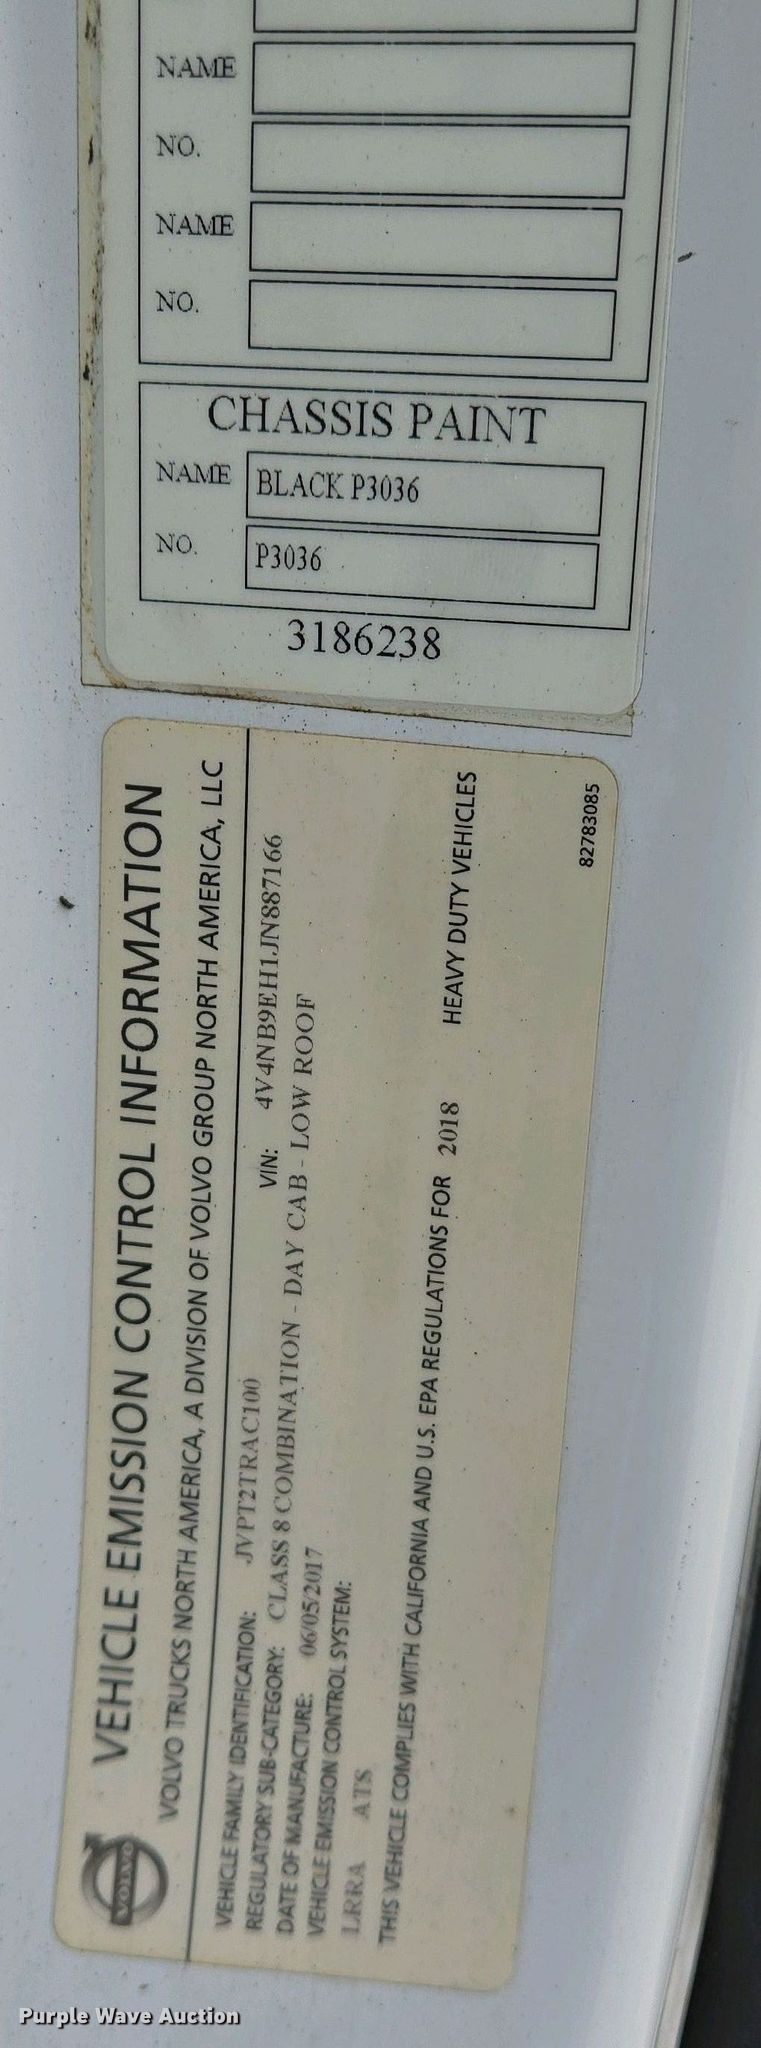 NAME
NO.
NAME
NO.
CHASSIS PAINT
NAME BLACK P3036
NO. P3036
3186238
VOLVO
VEHICLE EMISSION CONTROL INFORMATION
VOLVO TRUCKS NORTH AMERICA, A DIVISION OF VOLVO GROUP NORTH AMERICA, LLC
VEHICLE FAMILY IDENTIFICATION: JVPT2TRAC100 VIN: 4V4NB9EH1JN887166
REGULATORY SUB-CATEGORY: CLASS 8 COMBINATION - DAY CAB - LOW ROOF
DATE OF MANUFACTURE: 06/05/2017
VEHICLE EMISSION CONTROL SYSTEM:
LRRA ATS
THIS VEHICLE COMPLIES WITH CALIFORNIA AND U.S. EPA REGULATIONS FOR 2018 HEAVY DUTY VEHICLES
82783085
Purple Wave Auction